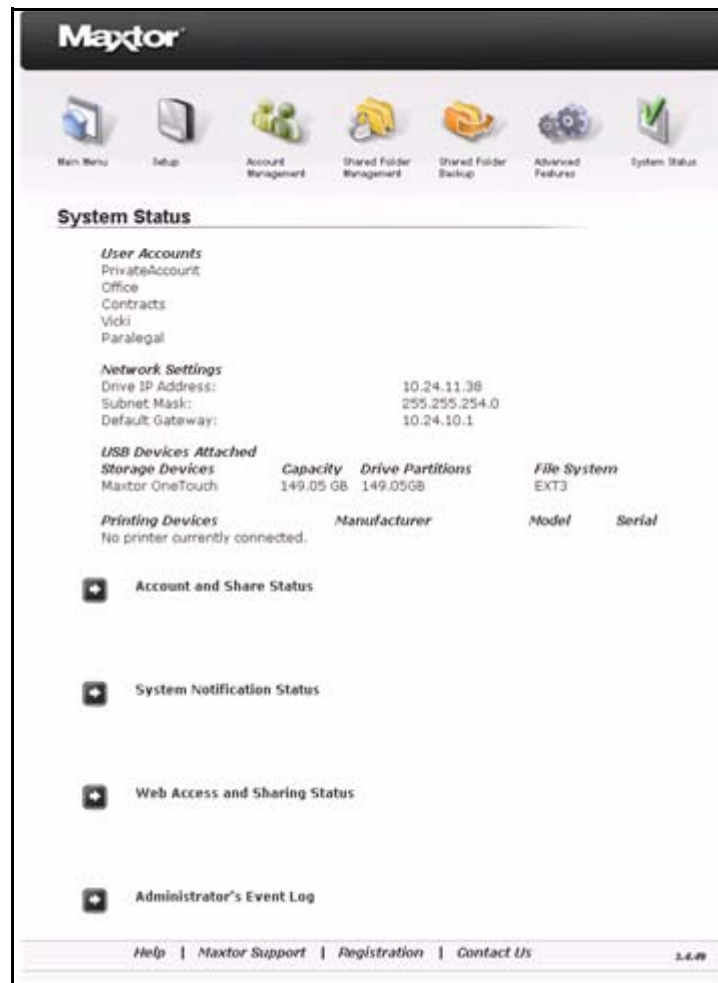 Maxtor
Main Menu
Setup
Account Management
Shared Folder Management
Shared Folder Backup
Advanced Features
System Status
System Status
User Accounts
PrivateAccount
Office
Contracts
Vicki
Paralegal
Network Settings
Drive IP Address: 10.24.11.38
Subnet Mask: 255.255.254.0
Default Gateway: 10.24.10.1
USB Devices Attached
Storage Devices Capacity Drive Partitions File System
Maxtor OneTouch 149.05 GB 149.05GB EXT3
Printing Devices Manufacturer Model Serial
No printer currently connected.
Account and Share Status
System Notification Status
Web Access and Sharing Status
Administrator's Event Log
Help | Maxtor Support | Registration | Contact Us